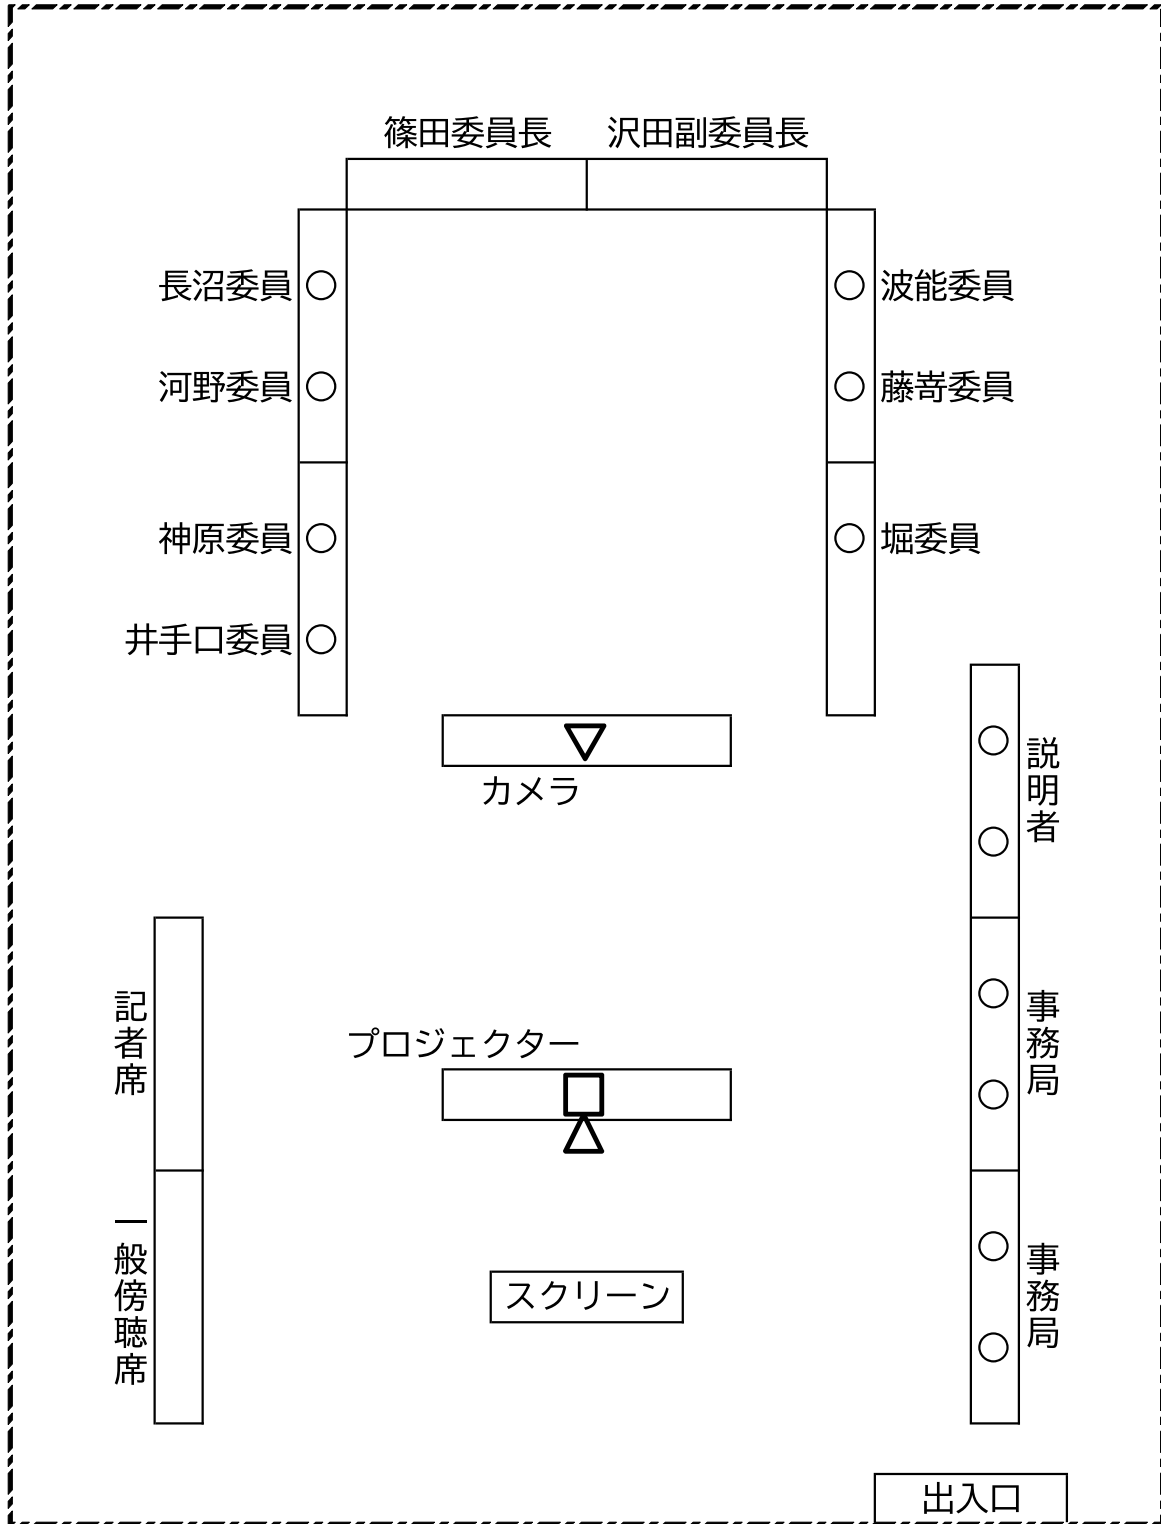 篠田委員長　沢田副委員長
長沼委員　波能委員
河野委員　藤嵜委員
神原委員　堀委員
井手口委員
カメラ
説明者
記者席
プロジェクター
事務局
一般傍聴席
スクリーン
事務局
出入口